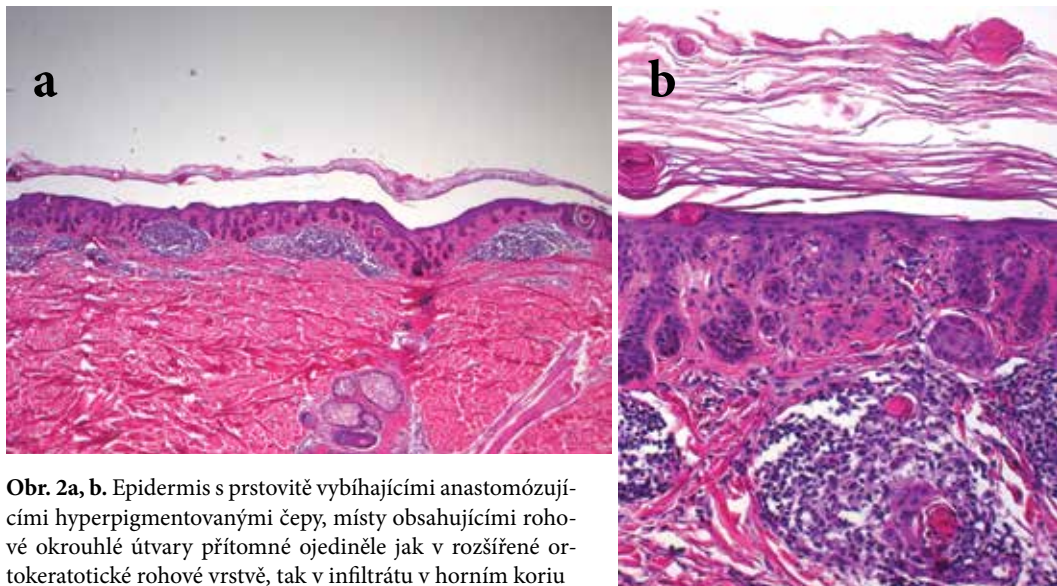 a
b
Obr. 2a, b. Epidermis s prstovitě vybíhajícími anastomózují-
cími hyperpigmentovanými čepy, místy obsahujícími roho-
vé okrouhlé útvary přítomné ojediněle jak v rozšířené or-
tokeratotické rohové vrstvě, tak v infiltrátu v horním koriu